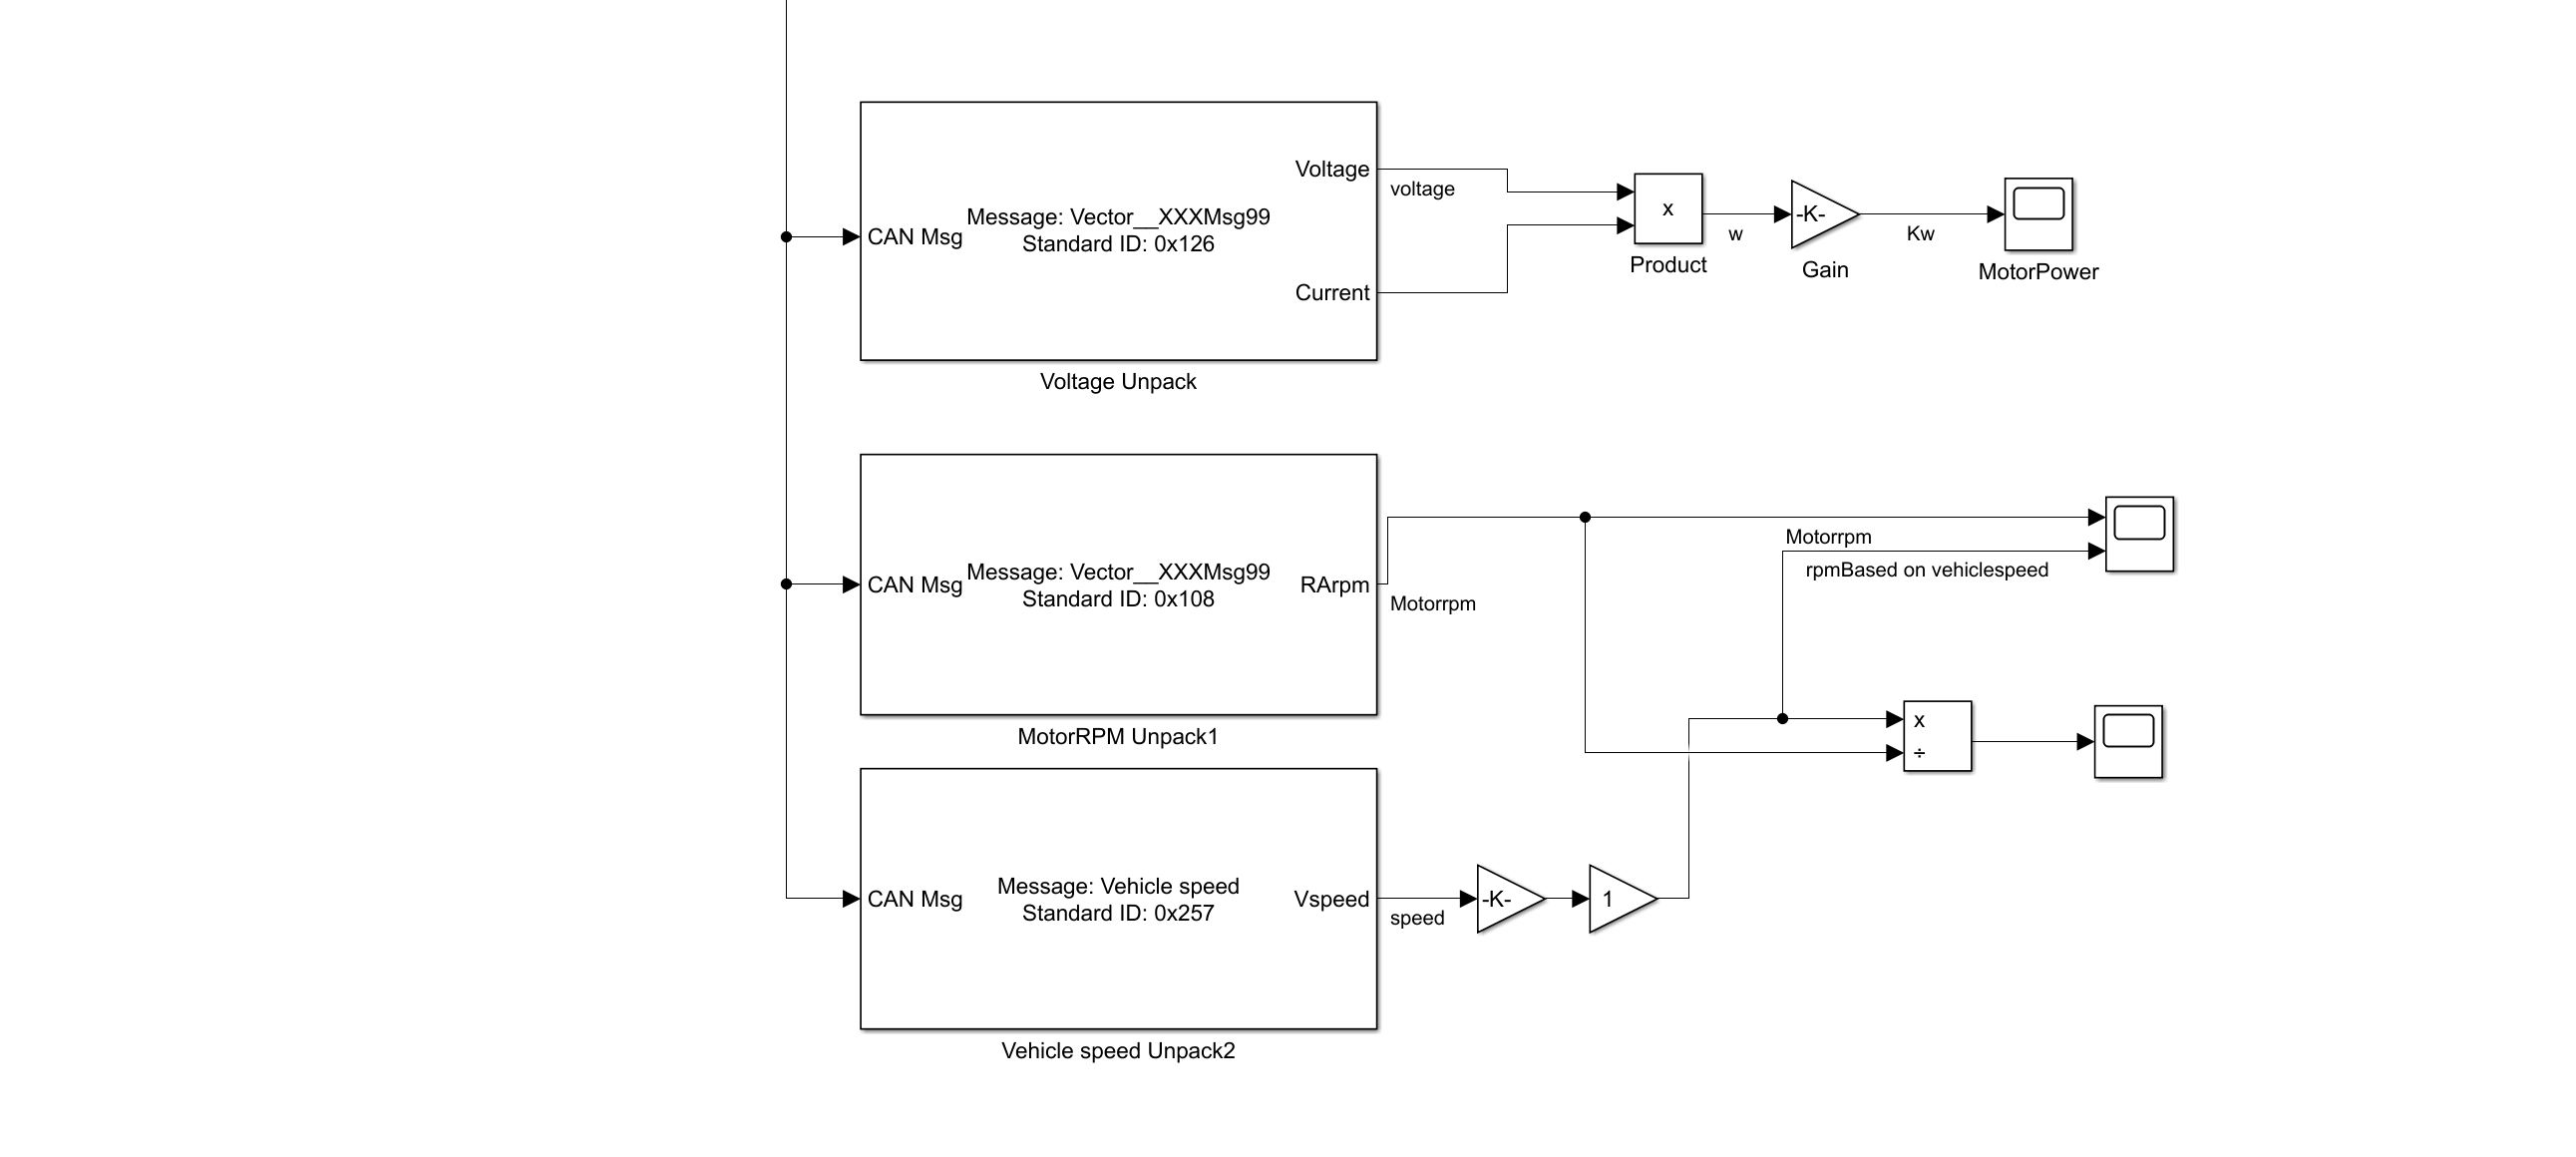 Voltage
voltage
CAN Msg
Message: Vector__XXXMsg99
Standard ID: 0x126
Current
Voltage Unpack
x
Product
w
-K-
Gain
Kw
MotorPower
CAN Msg
Message: Vector__XXXMsg99
Standard ID: 0x108
RArpm
Motorrpm
MotorRPM Unpack1
Motorrpm
rpmBased on vehiclespeed
x
÷
CAN Msg
Message: Vehicle speed
Standard ID: 0x257
Vspeed
speed
-K-
1
Vehicle speed Unpack2